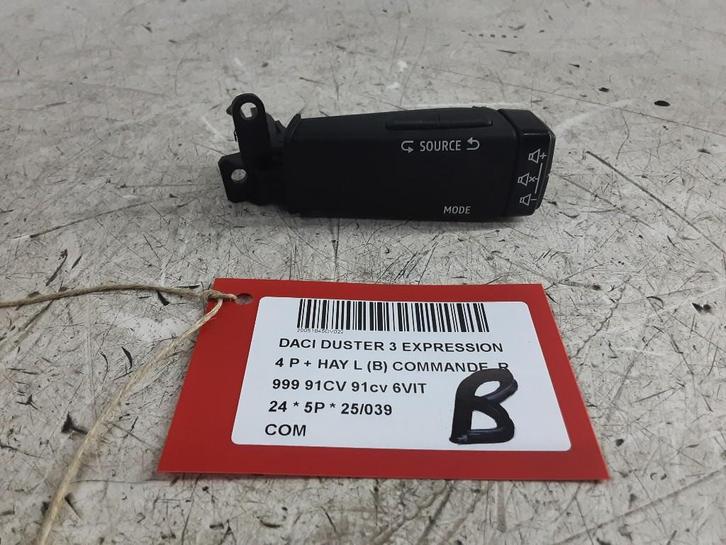 SOURCE
MODE
DACI DUSTER 3 EXPRESSION
4 P + HAY L (B) COMMANDE R
999 91CV 91cv 6VIT
24 * 5P * 25/039
COM
B